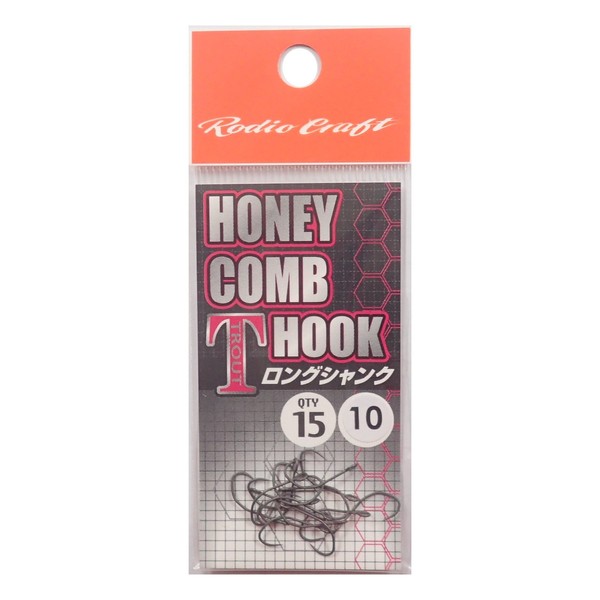 Rodio Craft
HONEY
COMB
T HOOK
TROUT
ロングシャンク
QTY
15
10